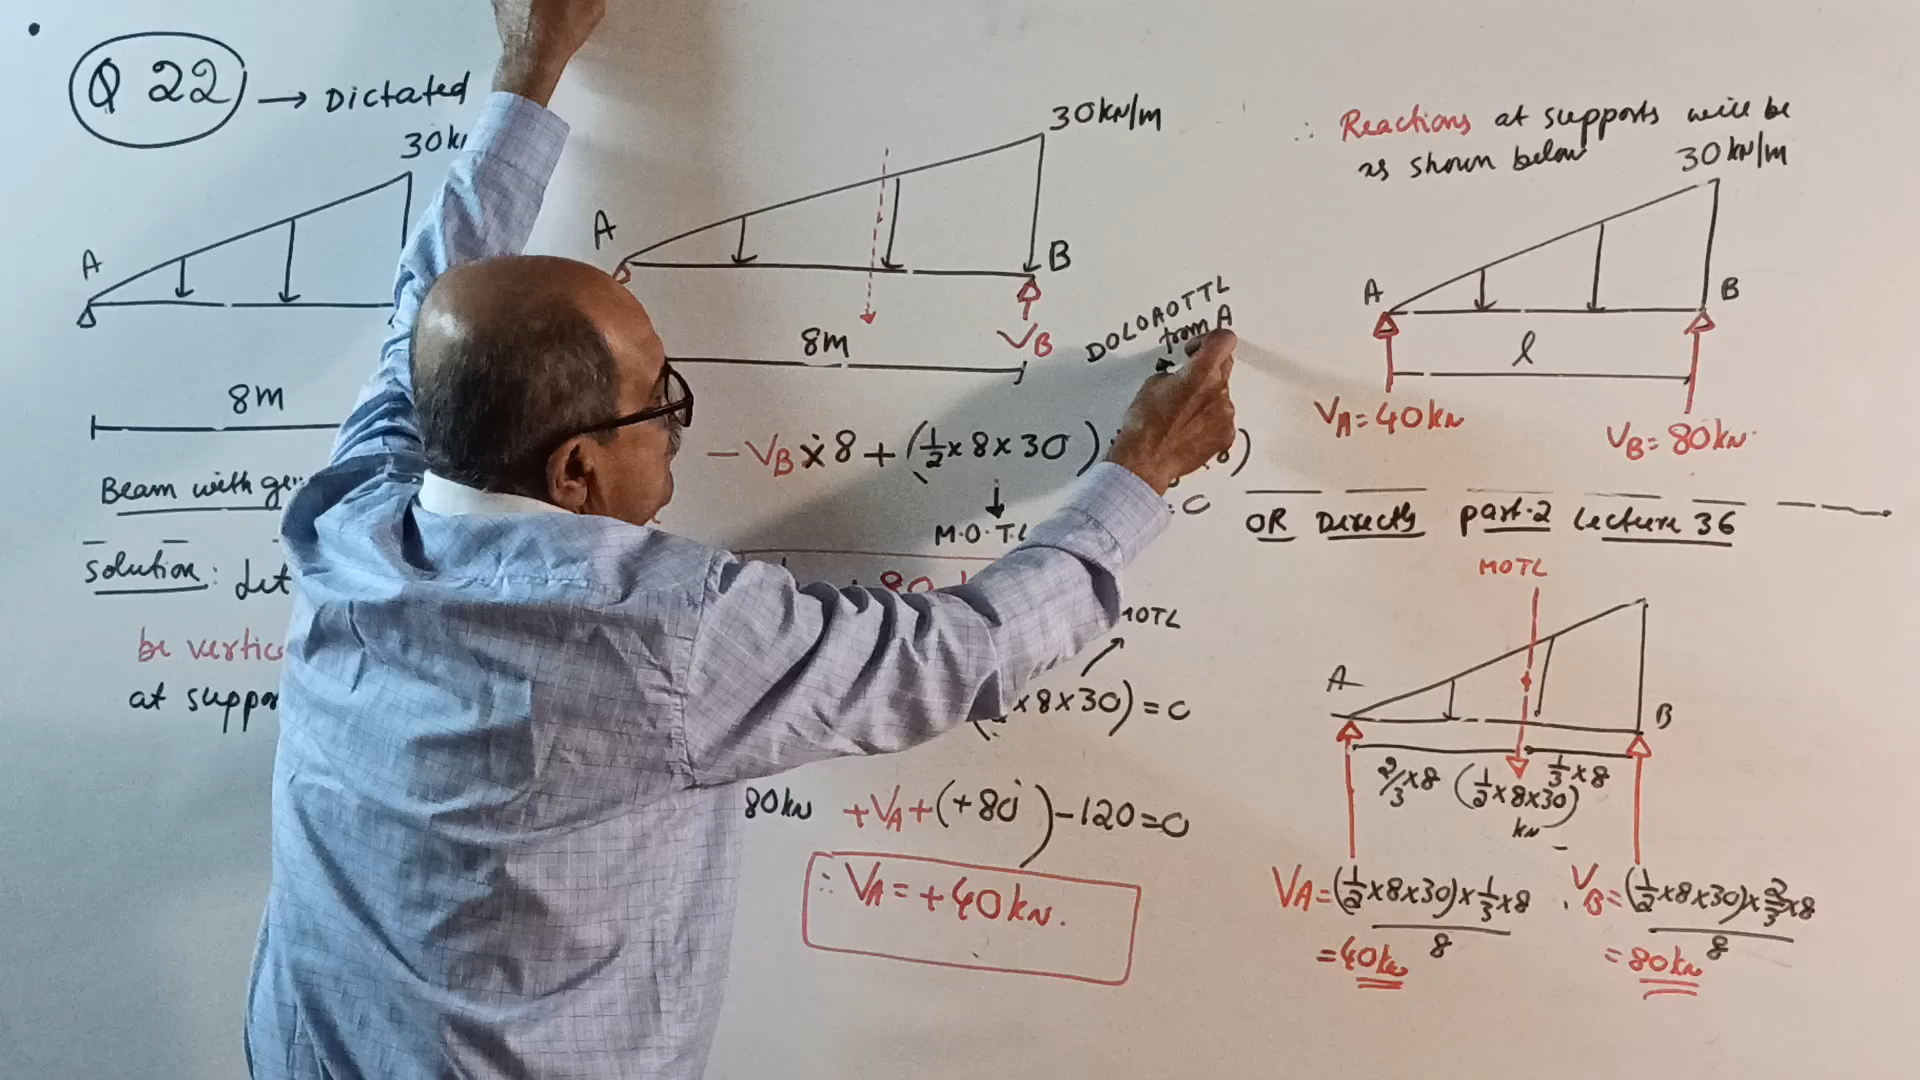 Q 22 → Dictated
30k
A
8m
Beam with ge
Solution: Let
be vertic
at suppor
30kN/m
A
B
VB
8m
DOLOAOTTL
from A
- VB × 8 + (1/2 × 8 × 30)
8)
= 0
M.O.T.L
80
MOTL
× 8 × 30) = 0
80kN +VA + (+80) - 120 = 0
∴ VA = +40kN.
∴ Reactions at supports will be
as shown below
30kN/m
A
B
l
VA = 40kN
VB = 80kN
OR Directly part-2 Lecture 36
MOTL
A
B
2/3 × 8
1/3 × 8
(1/2 × 8 × 30)
kN
VA = (1/2 × 8 × 30) × 1/3 × 8
8
= 40kN
VB = (1/2 × 8 × 30) × 2/3 × 8
8
= 80kN